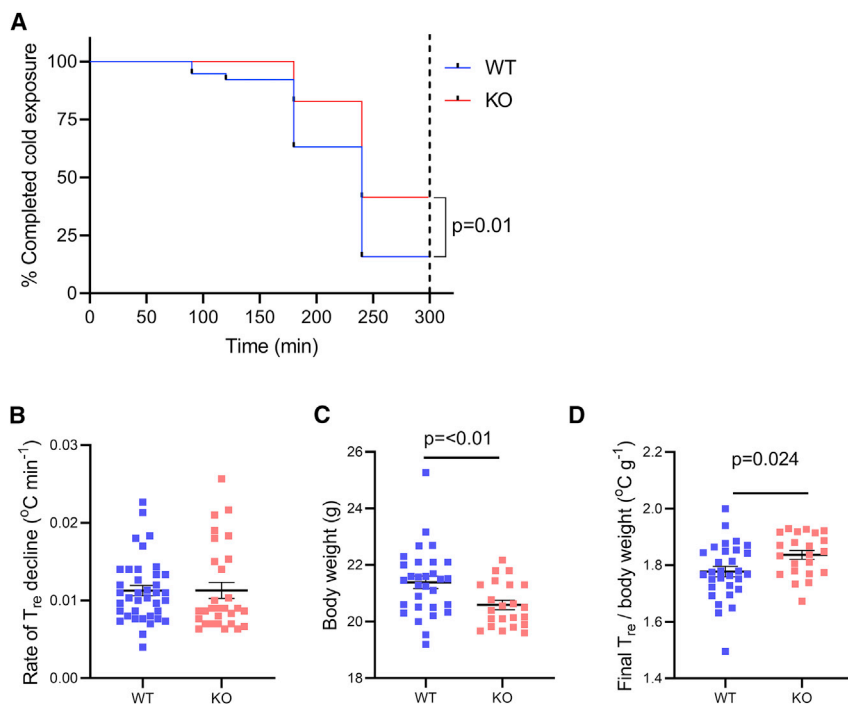 A
% Completed cold exposure
100
75
50
25
0
0 50 100 150 200 250 300
Time (min)
WT
KO
p=0.01
B
Rate of Tre decline (oC min-1)
0.03
0.02
0.01
0.00
WT KO
C
p=<0.01
Body weight (g)
26
24
22
20
18
WT KO
D
p=0.024
Final Tre / body weight (oC g-1)
2.2
2.0
1.8
1.6
1.4
WT KO